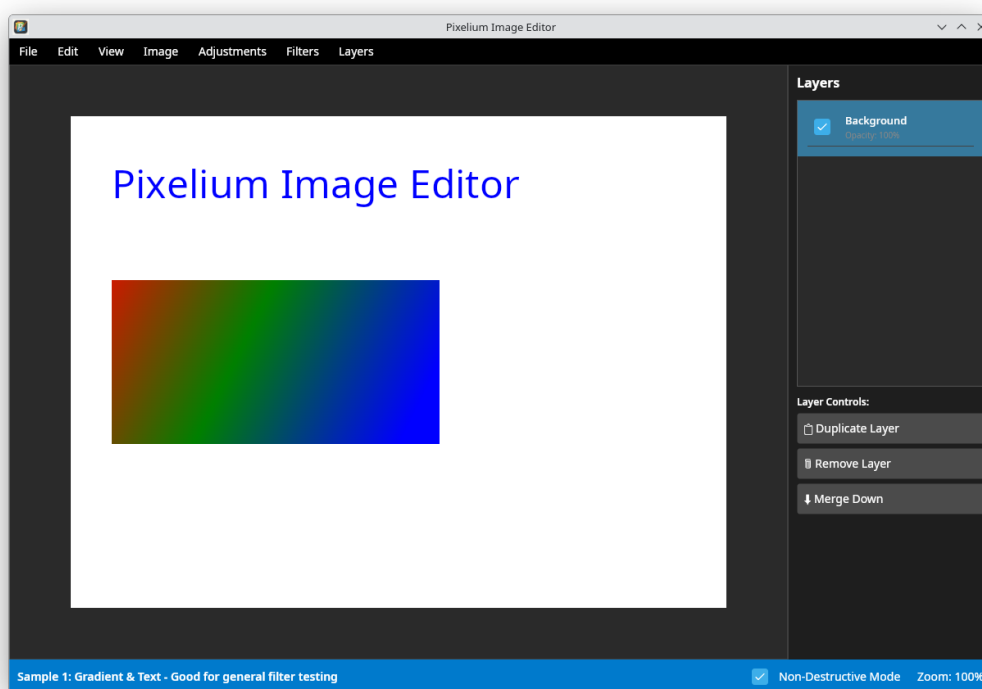 Pixelium Image Editor
File Edit View Image Adjustments Filters Layers
Pixelium Image Editor
Layers
Background
Opacity: 100%
Layer Controls:
Duplicate Layer
Remove Layer
Merge Down
Sample 1: Gradient & Text - Good for general filter testing Non-Destructive Mode Zoom: 100%